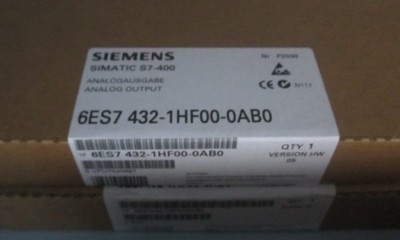 SIEMENS
SIMATIC S7-400
ANALOGAUSGABE
ANALOG OUTPUT
N117
6ES7 432-1HF00-0AB0
6ES7 432-1HF00-0AB0
QTY 1
VERSION HW